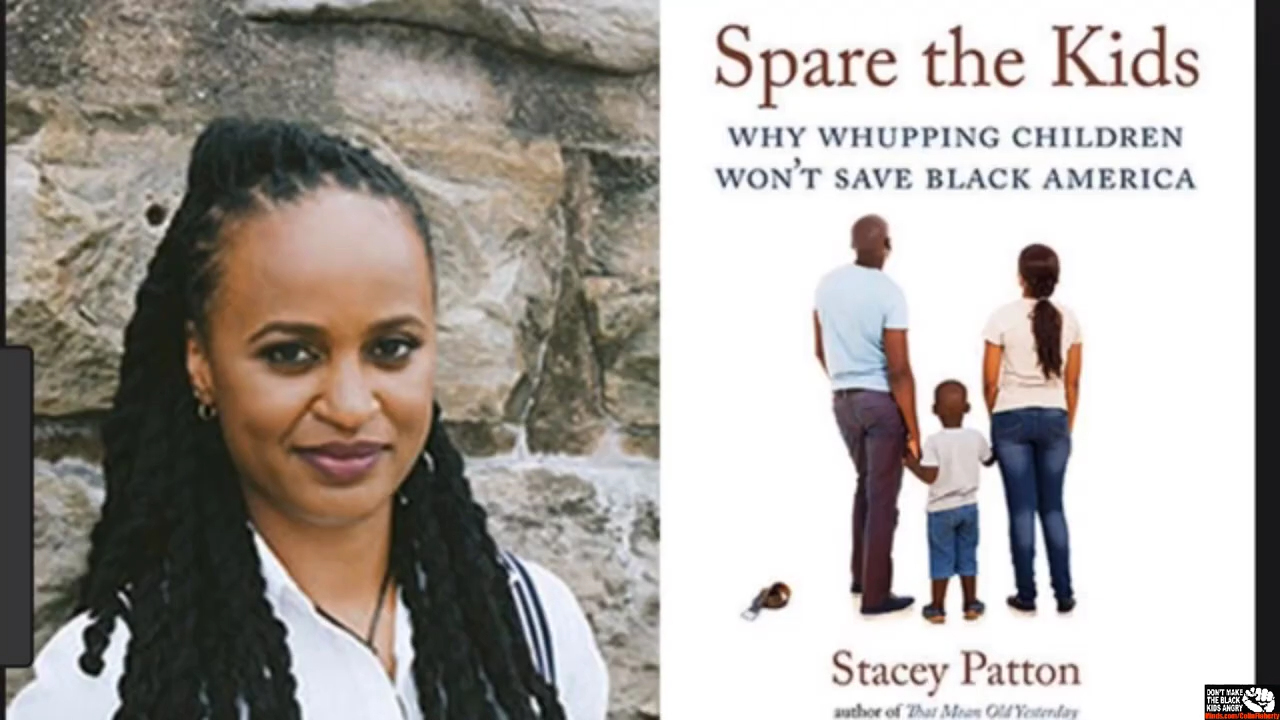 Spare the Kids
WHY WHUPPING CHILDREN
WON'T SAVE BLACK AMERICA
Stacey Patton
author of That Mean Old Yesterday
DON'T MAKE
THE BLACK
KIDS ANGRY